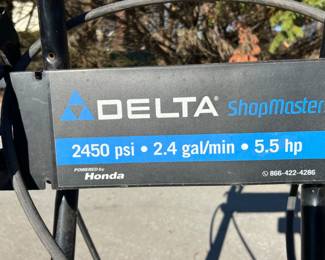 DELTA® ShopMaster
2450 psi • 2.4 gal/min • 5.5 hp
POWERED by
Honda
866-422-4286